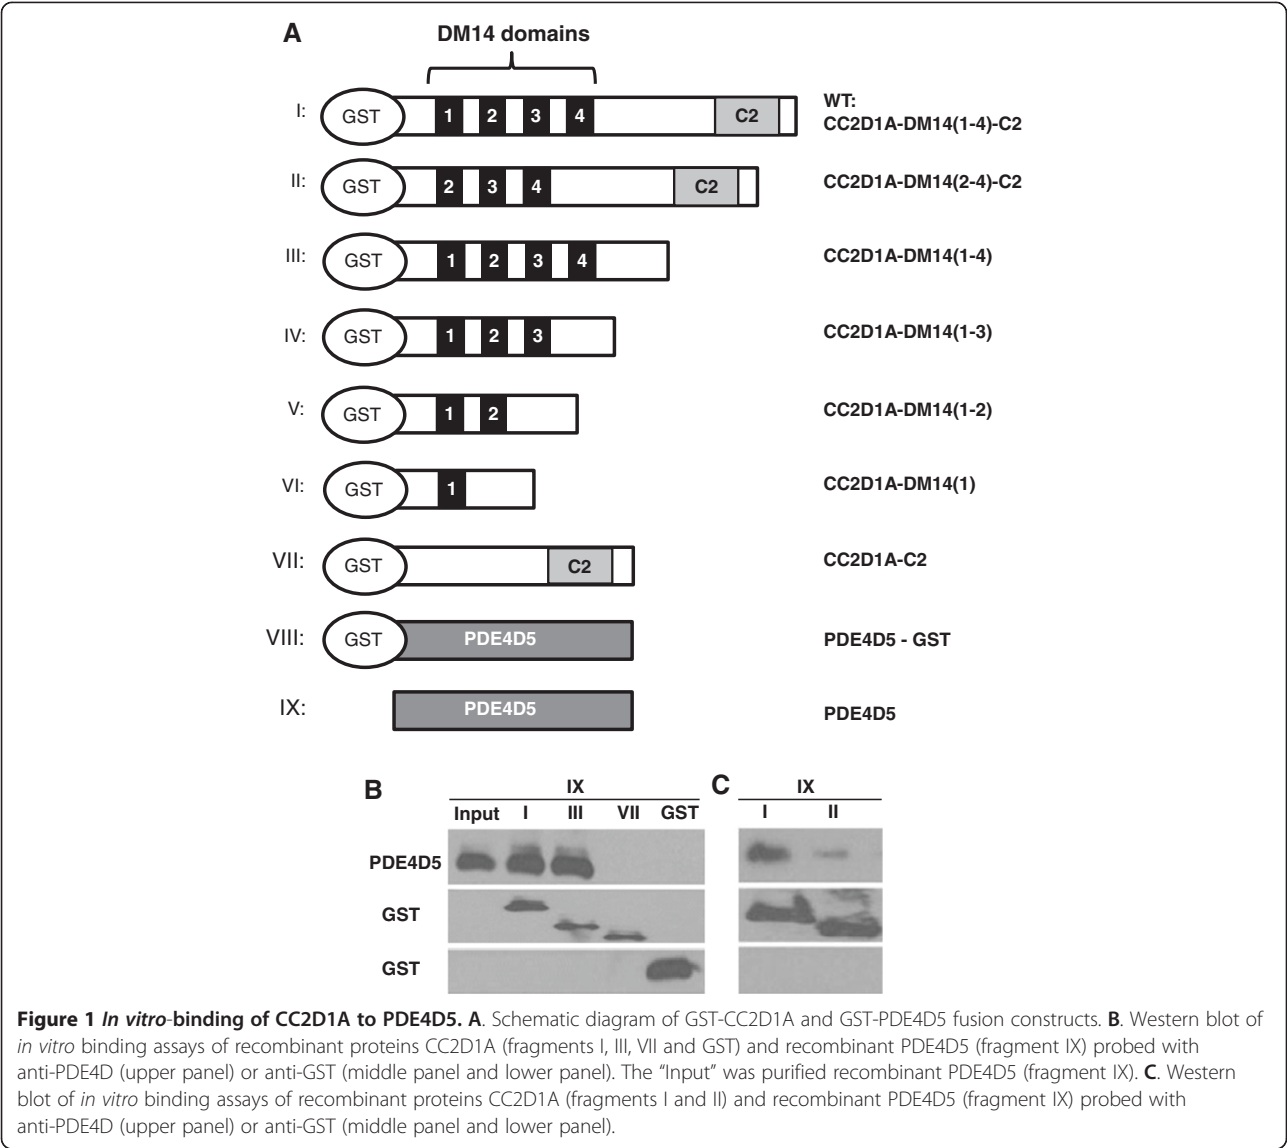 A
DM14 domains
I: GST 1 2 3 4 C2 WT:
CC2D1A-DM14(1-4)-C2
II: GST 2 3 4 C2 CC2D1A-DM14(2-4)-C2
III: GST 1 2 3 4 CC2D1A-DM14(1-4)
IV: GST 1 2 3 CC2D1A-DM14(1-3)
V: GST 1 2 CC2D1A-DM14(1-2)
VI: GST 1 CC2D1A-DM14(1)
VII: GST C2 CC2D1A-C2
VIII: GST PDE4D5 PDE4D5 - GST
IX: PDE4D5 PDE4D5
B IX
Input I III VII GST
PDE4D5
GST
GST
C IX
I II
Figure 1 In vitro-binding of CC2D1A to PDE4D5. A. Schematic diagram of GST-CC2D1A and GST-PDE4D5 fusion constructs. B. Western blot of
in vitro binding assays of recombinant proteins CC2D1A (fragments I, III, VII and GST) and recombinant PDE4D5 (fragment IX) probed with
anti-PDE4D (upper panel) or anti-GST (middle panel and lower panel). The “Input” was purified recombinant PDE4D5 (fragment IX). C. Western
blot of in vitro binding assays of recombinant proteins CC2D1A (fragments I and II) and recombinant PDE4D5 (fragment IX) probed with
anti-PDE4D (upper panel) or anti-GST (middle panel and lower panel).